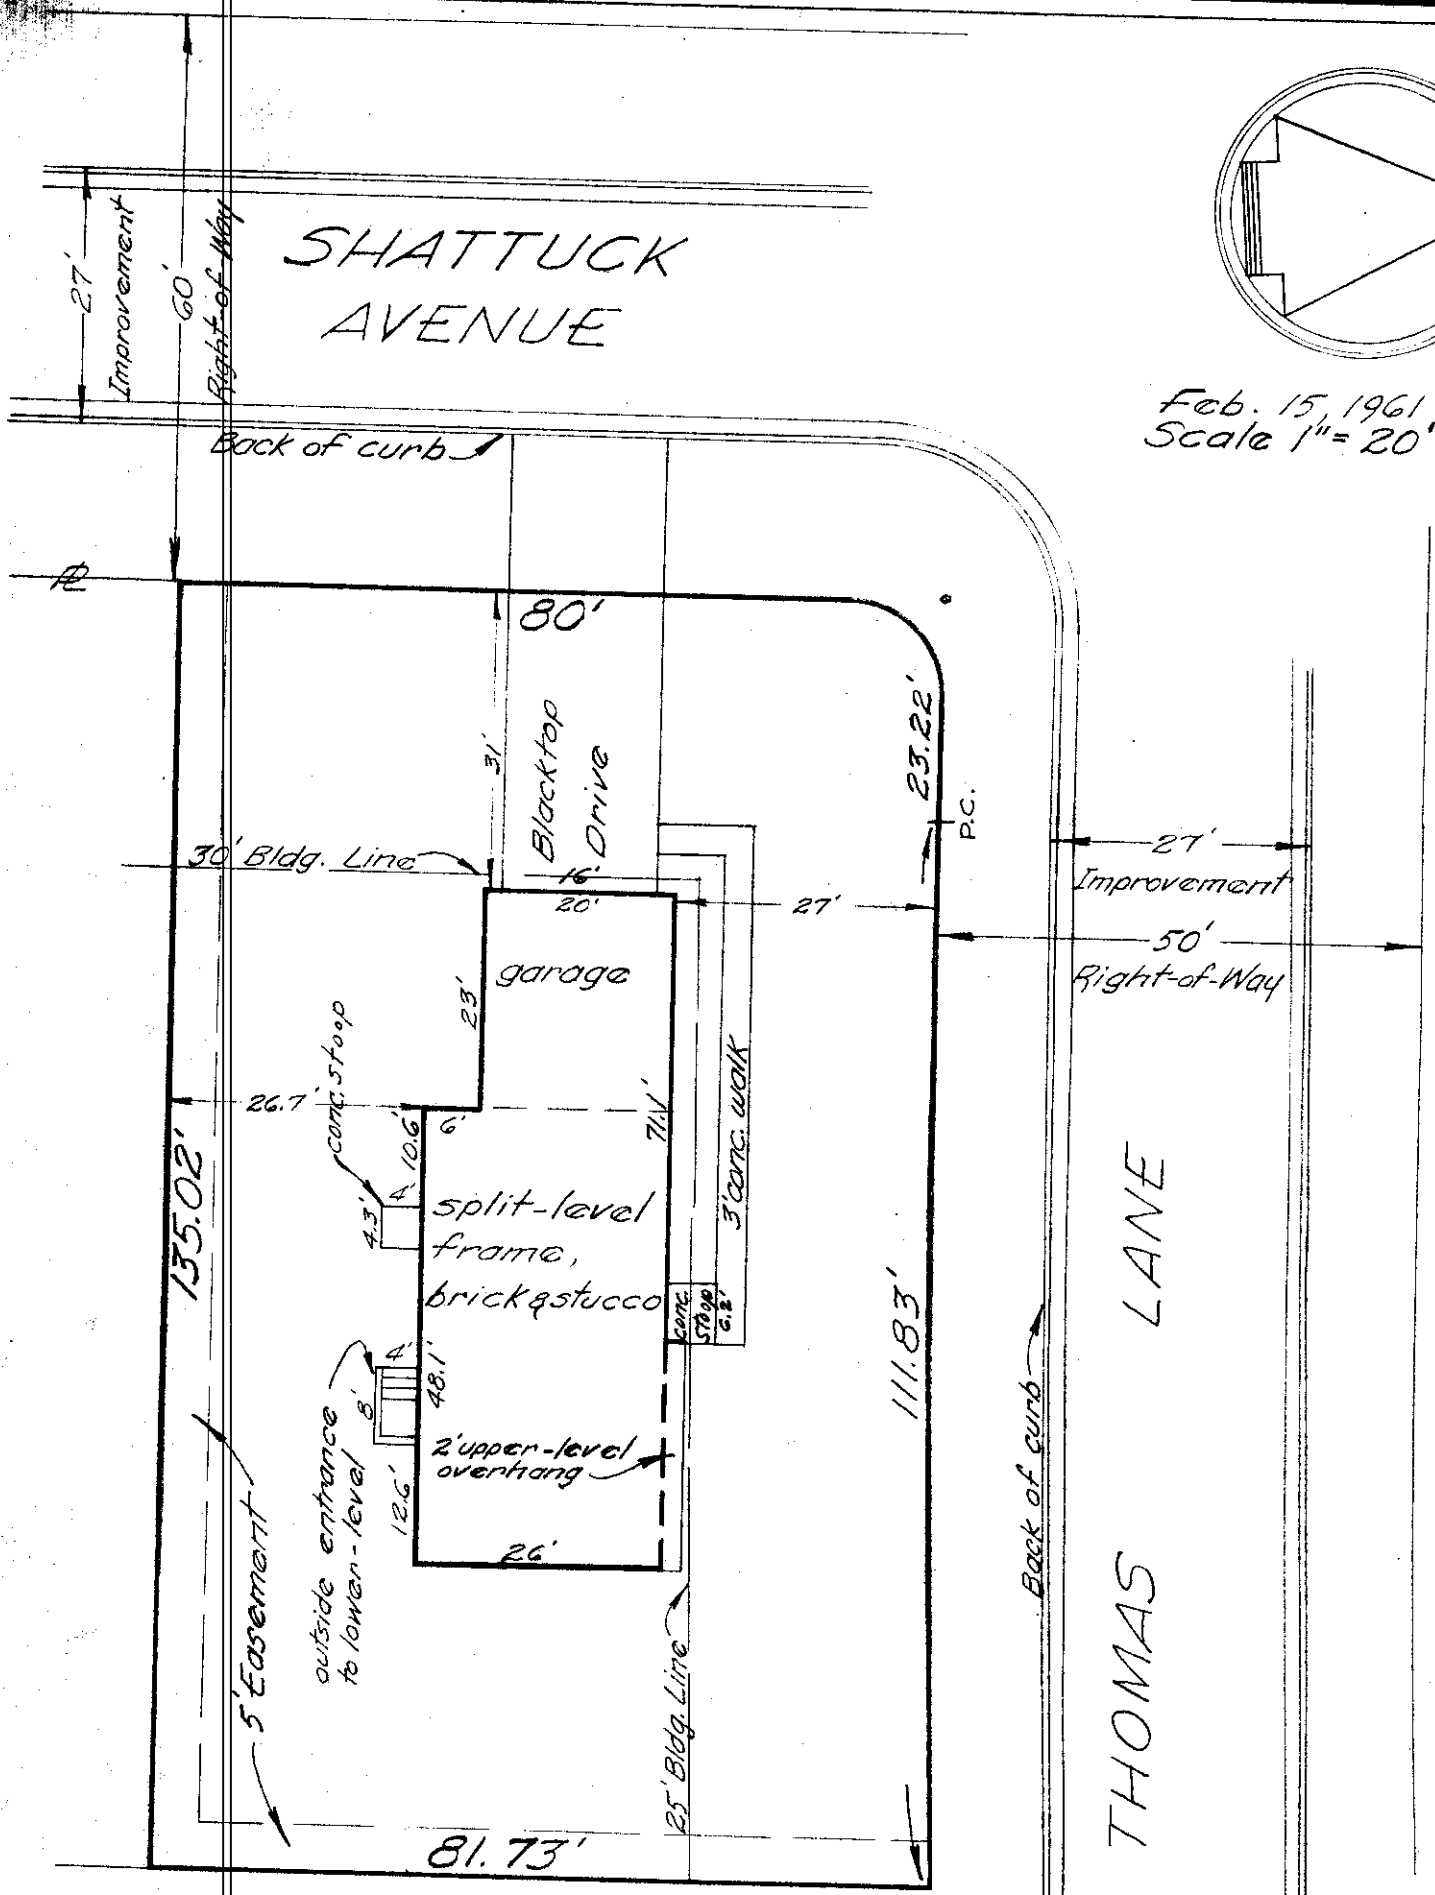 SHATTUCK
AVENUE
27'
Improvement
60'
Right-of-Way
Feb. 15, 1961
Scale 1"= 20'
Back of curb
PL
80'
31'
Blacktop
Drive
23.22'
P.C.
30' Bldg. Line
16'
20'
27'
27'
Improvement
50'
Right-of-Way
garage
23'
conc. stoop
26.7'
6'
10.6'
71.1'
3' conc. walk
135.02'
4'
4.3'
split-level
frame,
brick & stucco
conc.
stoop
6.2'
111.83'
LANE
4'
8'
48.1'
outside entrance
to lower-level
2' upper-level
overhang
12.6'
26'
5' Easement
25' Bldg. Line
Back of curb
THOMAS
81.73'